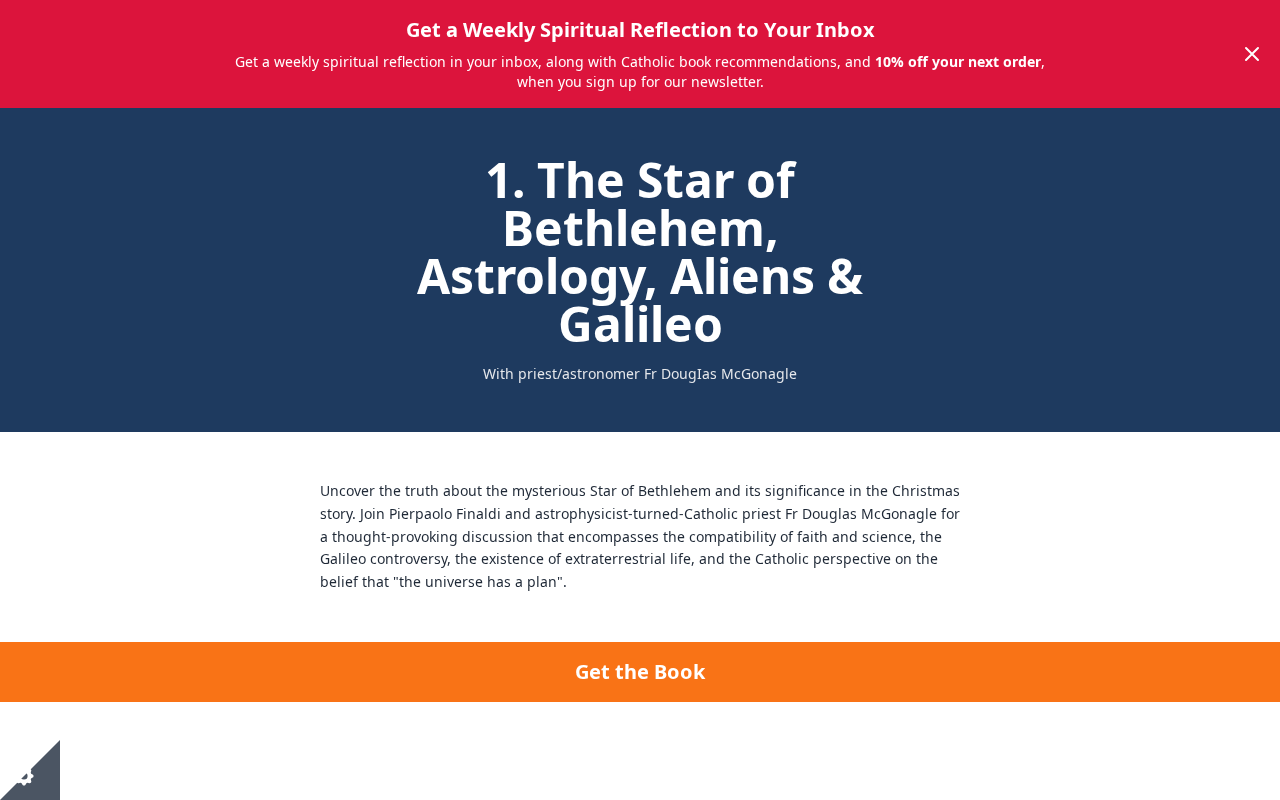 Get a Weekly Spiritual Reflection to Your Inbox
Get a weekly spiritual reflection in your inbox, along with Catholic book recommendations, and 10% off your next order,
when you sign up for our newsletter.
1. The Star of
Bethlehem,
Astrology, Aliens &
Galileo
With priest/astronomer Fr Douglas McGonagle
Uncover the truth about the mysterious Star of Bethlehem and its significance in the Christmas
story. Join Pierpaolo Finaldi and astrophysicist-turned-Catholic priest Fr Douglas McGonagle for
a thought-provoking discussion that encompasses the compatibility of faith and science, the
Galileo controversy, the existence of extraterrestrial life, and the Catholic perspective on the
belief that "the universe has a plan".
Get the Book